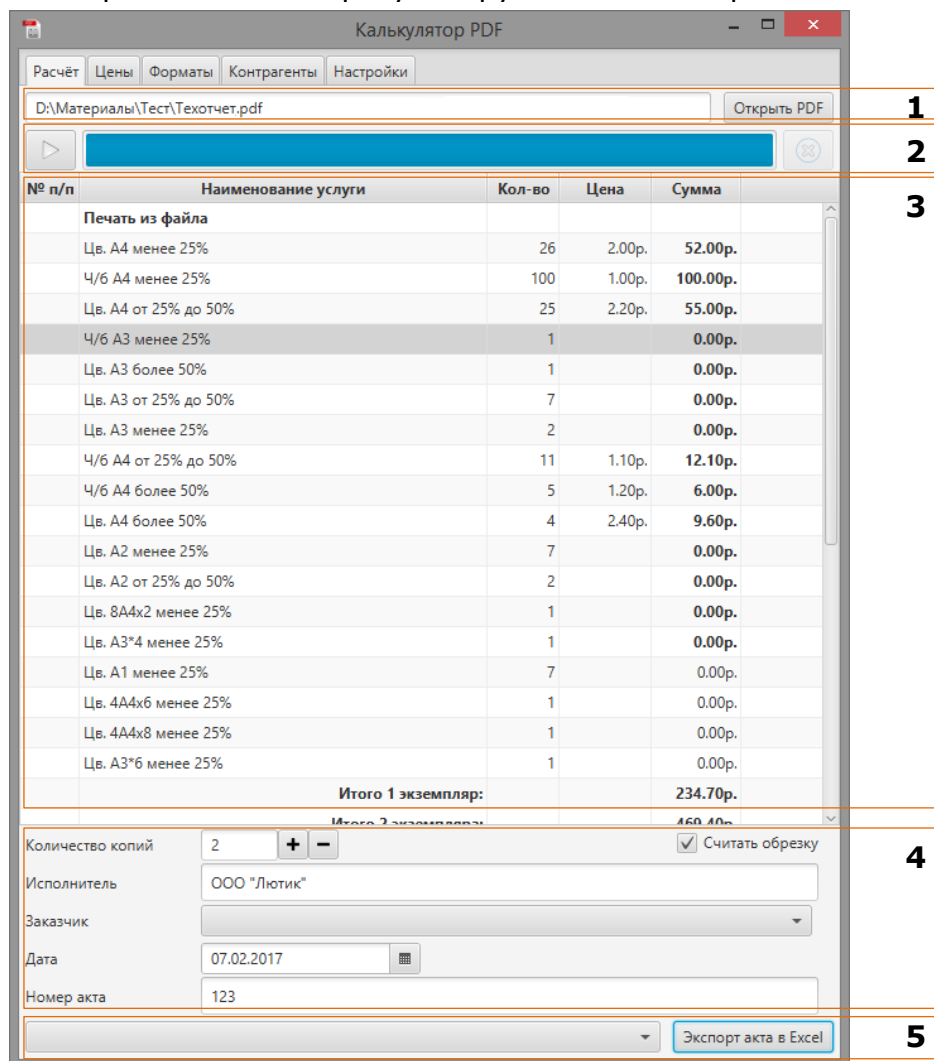 Калькулятор PDF
Расчёт Цены Форматы Контрагенты Настройки
D:\Материалы\Тест\Техотчет.pdf Открыть PDF 1
2
№ п/п Наименование услуги Кол-во Цена Сумма
3
Печать из файла
Цв. А4 менее 25% 26 2.00р. 52.00р.
Ч/б А4 менее 25% 100 1.00р. 100.00р.
Цв. А4 от 25% до 50% 25 2.20р. 55.00р.
Ч/б А3 менее 25% 1 0.00р.
Цв. А3 более 50% 1 0.00р.
Цв. А3 от 25% до 50% 7 0.00р.
Цв. А3 менее 25% 2 0.00р.
Ч/б А4 от 25% до 50% 11 1.10р. 12.10р.
Ч/б А4 более 50% 5 1.20р. 6.00р.
Цв. А4 более 50% 4 2.40р. 9.60р.
Цв. А2 менее 25% 7 0.00р.
Цв. А2 от 25% до 50% 2 0.00р.
Цв. 8А4х2 менее 25% 1 0.00р.
Цв. А3*4 менее 25% 1 0.00р.
Цв. А1 менее 25% 7 0.00р.
Цв. 4А4х6 менее 25% 1 0.00р.
Цв. 4А4х8 менее 25% 1 0.00р.
Цв. А3*6 менее 25% 1 0.00р.
Итого 1 экземпляр: 234.70р.
Итого 2 экземпляра: 469.40р.
Количество копий 2 + − Считать обрезку 4
Исполнитель ООО "Лютик"
Заказчик
Дата 07.02.2017
Номер акта 123
Экспорт акта в Excel 5